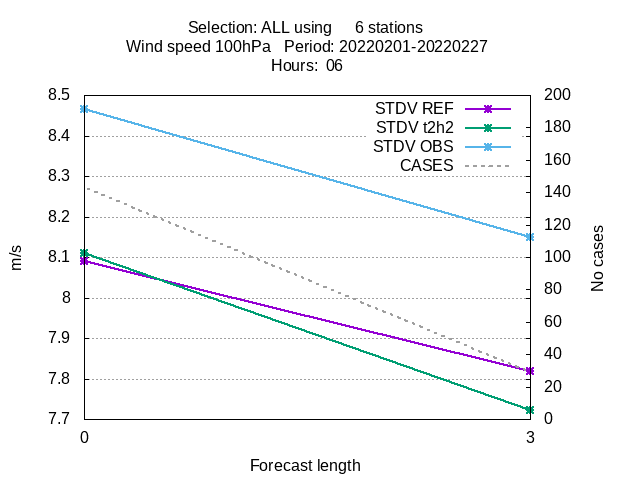 Selection: ALL using 6 stations
Wind speed 100hPa Period: 20220201-20220227
Hours: 06
8.5
8.4
8.3
8.2
8.1
8
7.9
7.8
7.7
m/s
STDV REF
STDV t2h2
STDV OBS
CASES
200
180
160
140
120
100
80
60
40
20
0
No cases
0
3
Forecast length